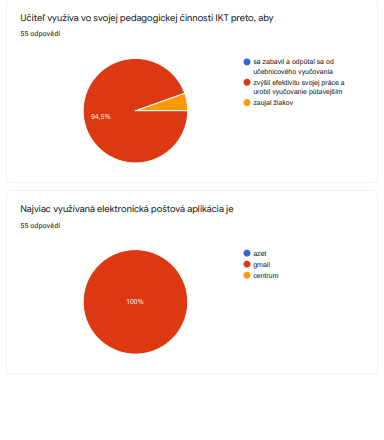 Učiteľ využíva vo svojej pedagogickej činnosti IKT preto, aby
55 odpovědí
sa zabavil a odpútal sa od
učebnicového vyučovania
zvýšil efektivitu svojej práce a
urobil vyučovanie pútavejším
zaujal žiakov
94,5%
Najviac využívaná elektronická poštová aplikácia je
55 odpovědí
azet
gmail
centrum
100%